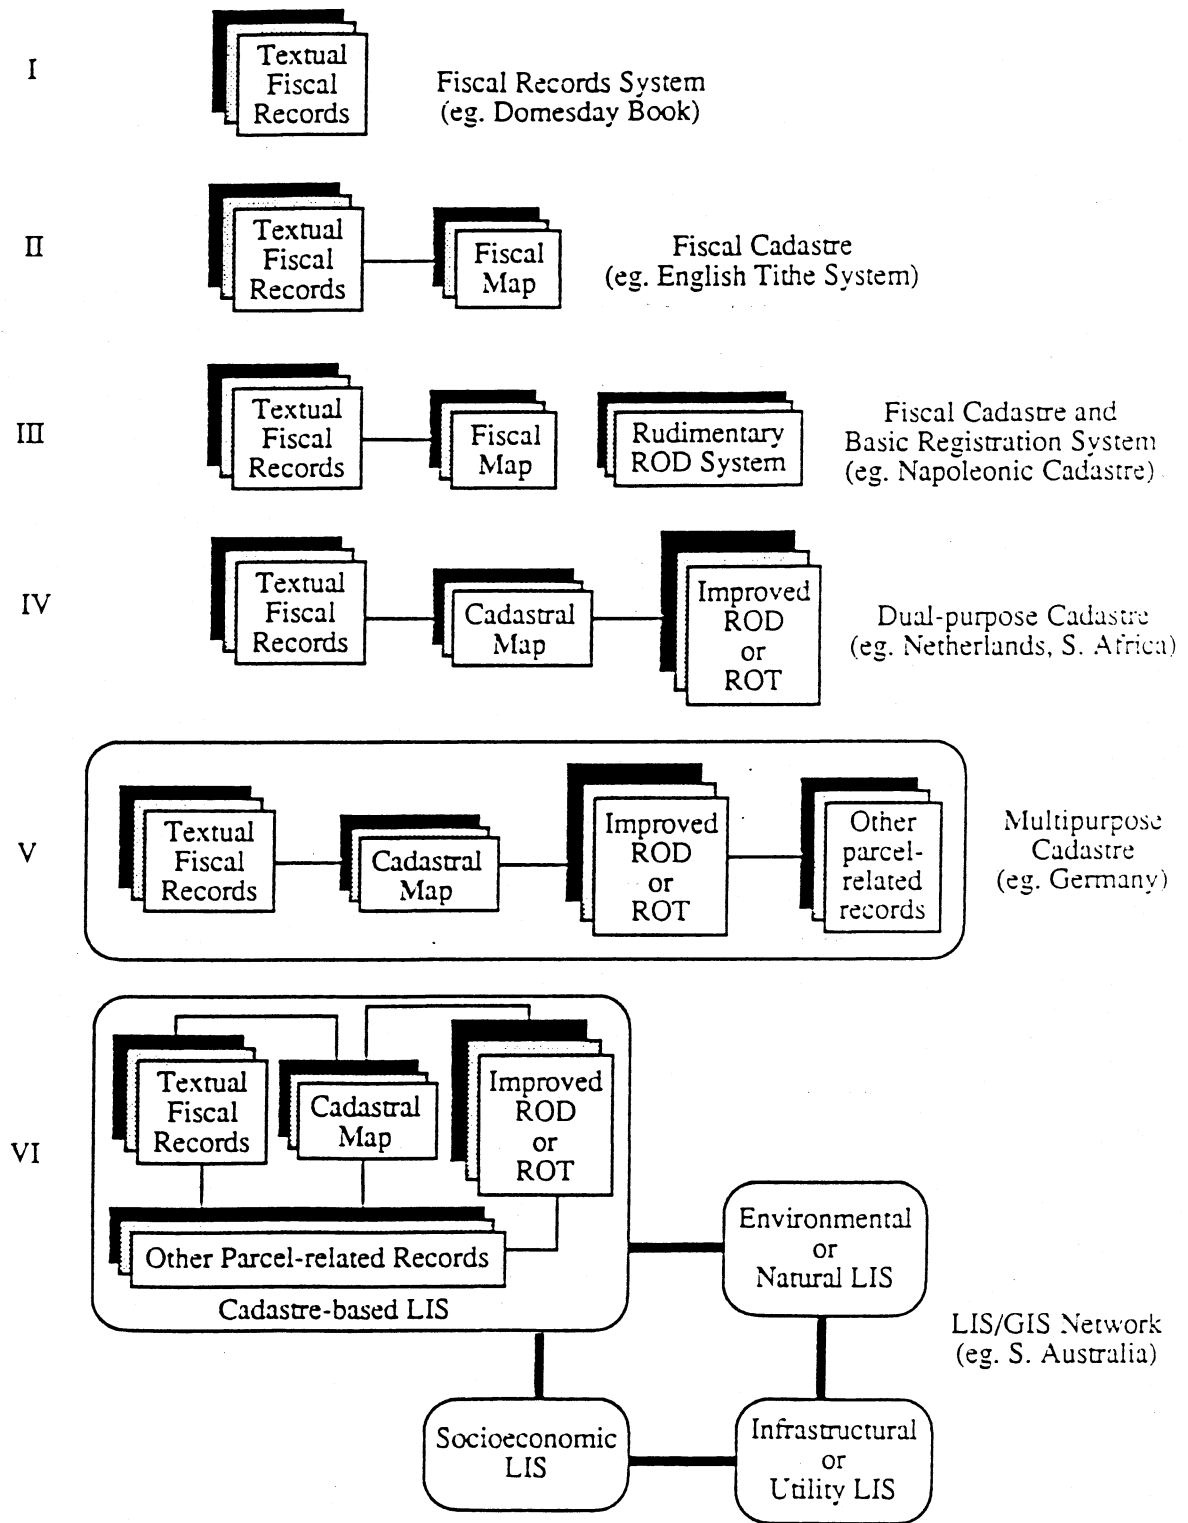 I
Textual
Fiscal
Records
Fiscal Records System
(eg. Domesday Book)
II
Textual
Fiscal
Records
Fiscal
Map
Fiscal Cadastre
(eg. English Tithe System)
III
Textual
Fiscal
Records
Fiscal
Map
Rudimentary
ROD System
Fiscal Cadastre and
Basic Registration System
(eg. Napoleonic Cadastre)
IV
Textual
Fiscal
Records
Cadastral
Map
Improved
ROD
or
ROT
Dual-purpose Cadastre
(eg. Netherlands, S. Africa)
V
Textual
Fiscal
Records
Cadastral
Map
Improved
ROD
or
ROT
Other
parcel-
related
records
Multipurpose
Cadastre
(eg. Germany)
VI
Textual
Fiscal
Records
Cadastral
Map
Improved
ROD
or
ROT
Other Parcel-related Records
Cadastre-based LIS
Environmental
or
Natural LIS
LIS/GIS Network
(eg. S. Australia)
Socioeconomic
LIS
Infrastructural
or
Utility LIS